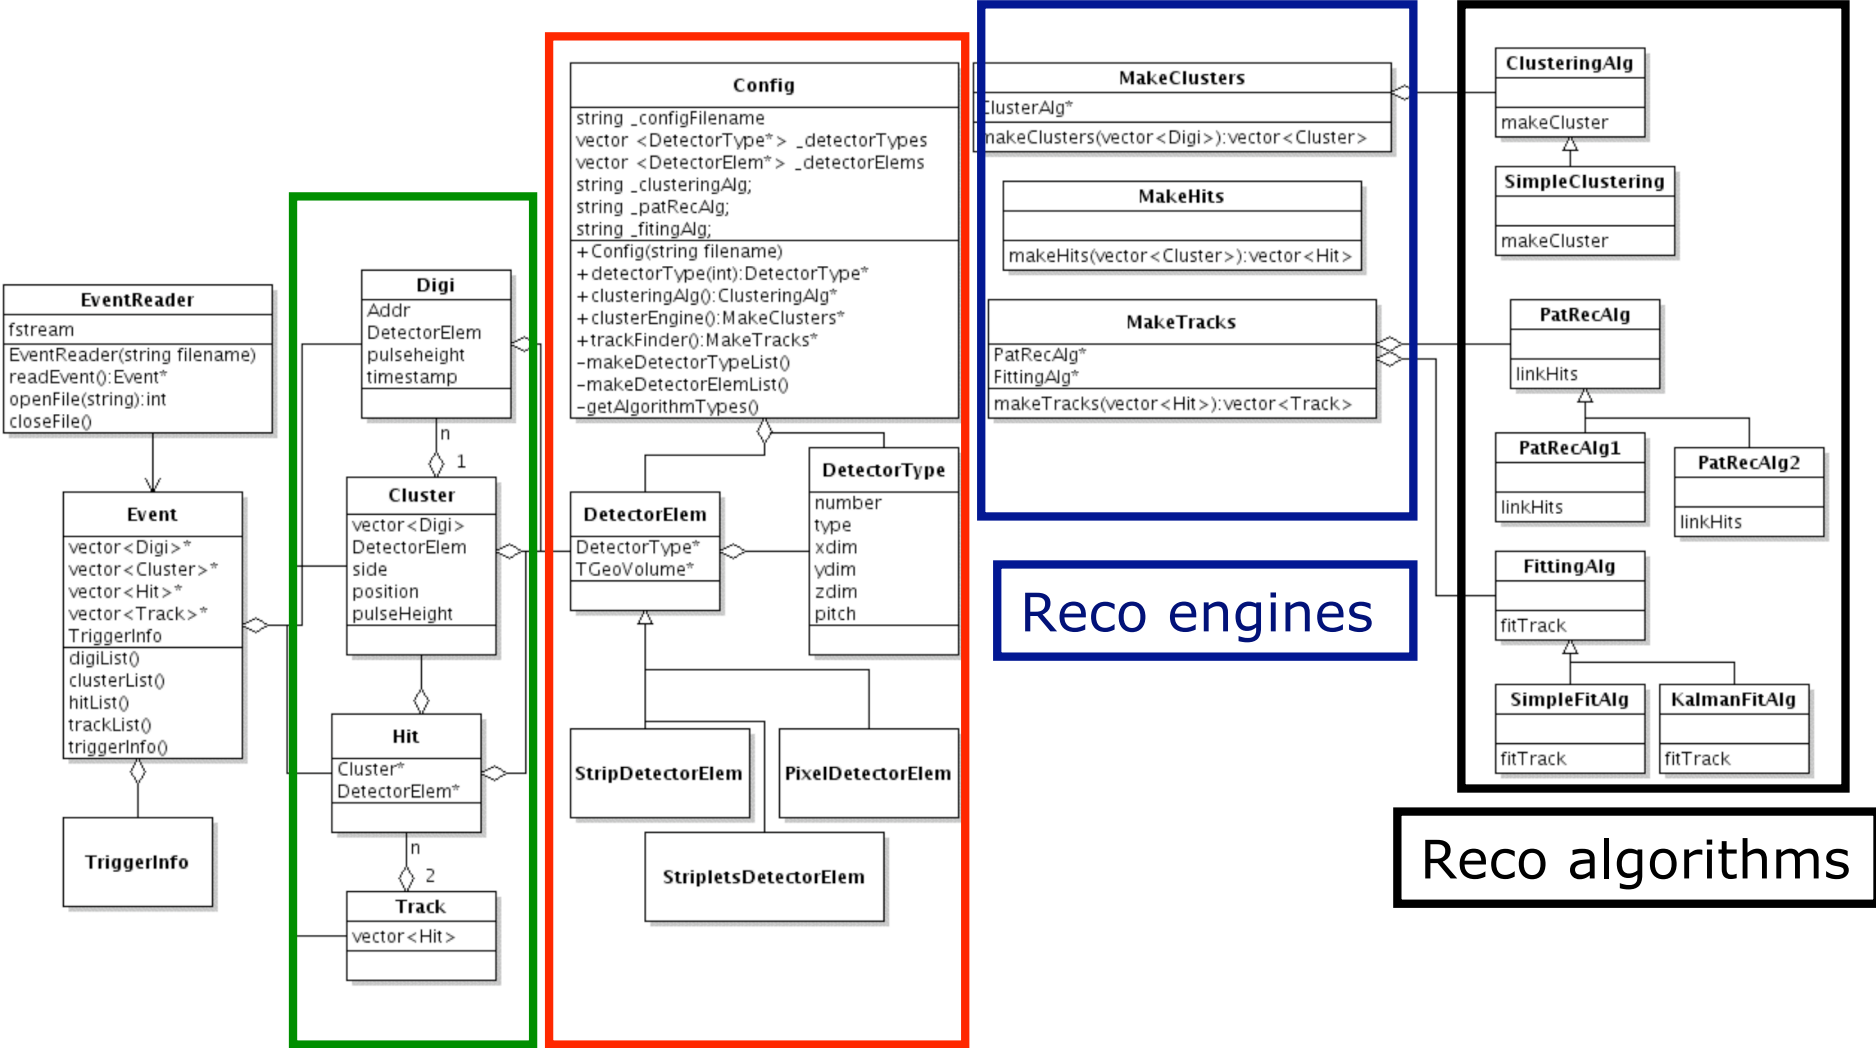 EventReader
fstream
EventReader(string filename)
readEvent():Event*
openFile(string):int
closeFile()
Event
vector<Digi>*
vector<Cluster>*
vector<Hit>*
vector<Track>*
TriggerInfo
digiList()
clusterList()
hitList()
trackList()
triggerInfo()
TriggerInfo
Digi
Addr
DetectorElem
pulseheight
timestamp
n
1
Cluster
vector<Digi>
DetectorElem
side
position
pulseHeight
Hit
Cluster*
DetectorElem*
n
2
Track
vector<Hit>
Config
string _configFilename
vector <DetectorType*> _detectorTypes
vector <DetectorElem*> _detectorElems
string _clusteringAlg;
string _patRecAlg;
string _fitingAlg;
+Config(string filename)
+detectorType(int):DetectorType*
+clusteringAlg():ClusteringAlg*
+clusterEngine():MakeClusters*
+trackFinder():MakeTracks*
-makeDetectorTypeList()
-makeDetectorElemList()
-getAlgorithmTypes()
DetectorElem
DetectorType*
TGeoVolume*
DetectorType
number
type
xdim
ydim
zdim
pitch
StripDetectorElem
PixelDetectorElem
StripletsDetectorElem
MakeClusters
ClusterAlg*
makeClusters(vector<Digi>):vector<Cluster>
MakeHits
makeHits(vector<Cluster>):vector<Hit>
MakeTracks
PatRecAlg*
FittingAlg*
makeTracks(vector<Hit>):vector<Track>
Reco engines
ClusteringAlg
makeCluster
SimpleClustering
makeCluster
PatRecAlg
linkHits
PatRecAlg1
linkHits
PatRecAlg2
linkHits
FittingAlg
fitTrack
SimpleFitAlg
fitTrack
KalmanFitAlg
fitTrack
Reco algorithms